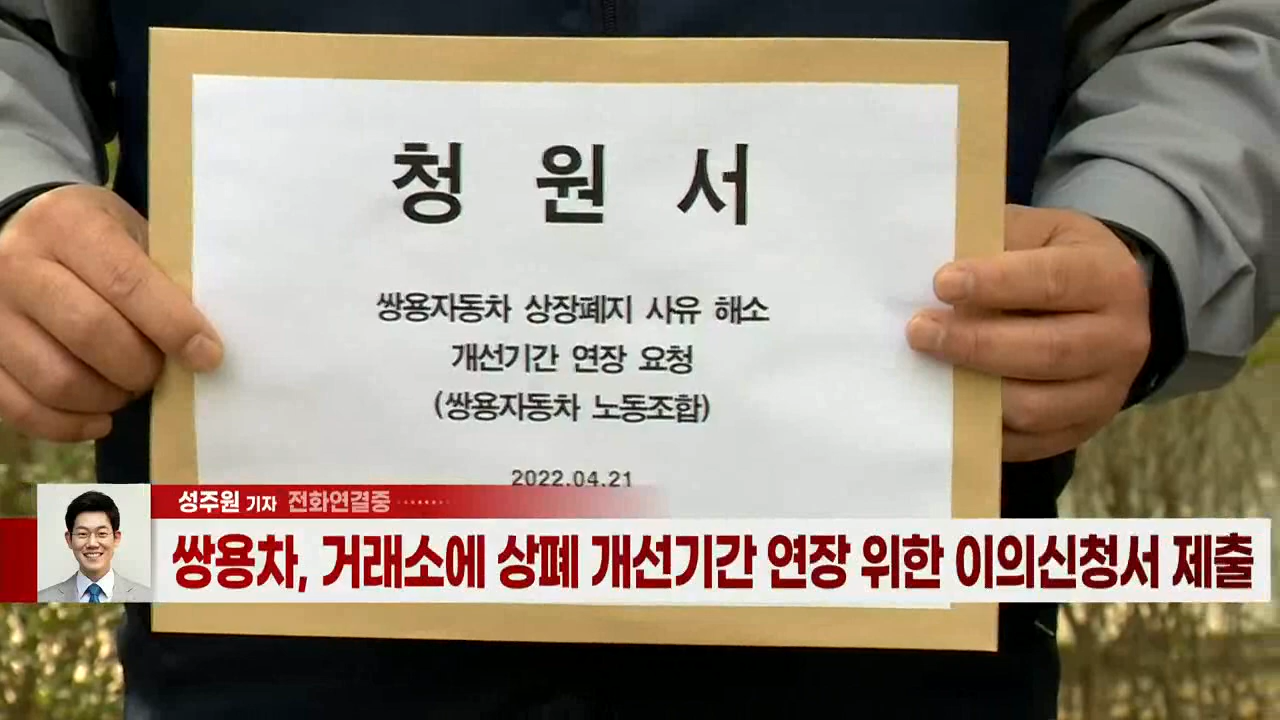 청 원 서
쌍용자동차 상장폐지 사유 해소
개선기간 연장 요청
(쌍용자동차 노동조합)
2022.04.21
성주원 기자 전화연결중
쌍용차, 거래소에 상폐 개선기간 연장 위한 이의신청서 제출